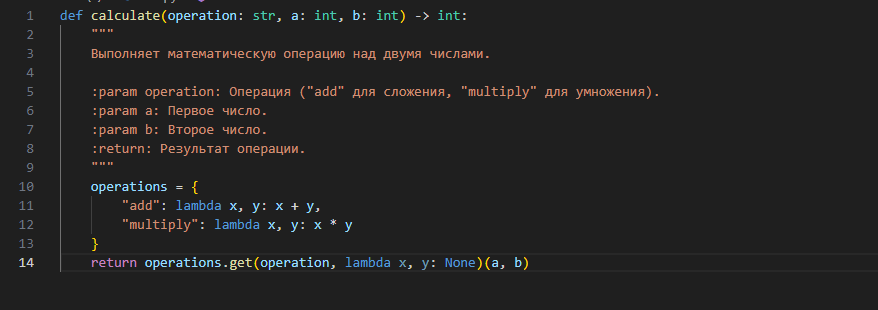 1 def calculate(operation: str, a: int, b: int) -> int:
2 """
3 Выполняет математическую операцию над двумя числами.
4
5 :param operation: Операция ("add" для сложения, "multiply" для умножения).
6 :param a: Первое число.
7 :param b: Второе число.
8 :return: Результат операции.
9 """
10 operations = {
11 "add": lambda x, y: x + y,
12 "multiply": lambda x, y: x * y
13 }
14 return operations.get(operation, lambda x, y: None)(a, b)